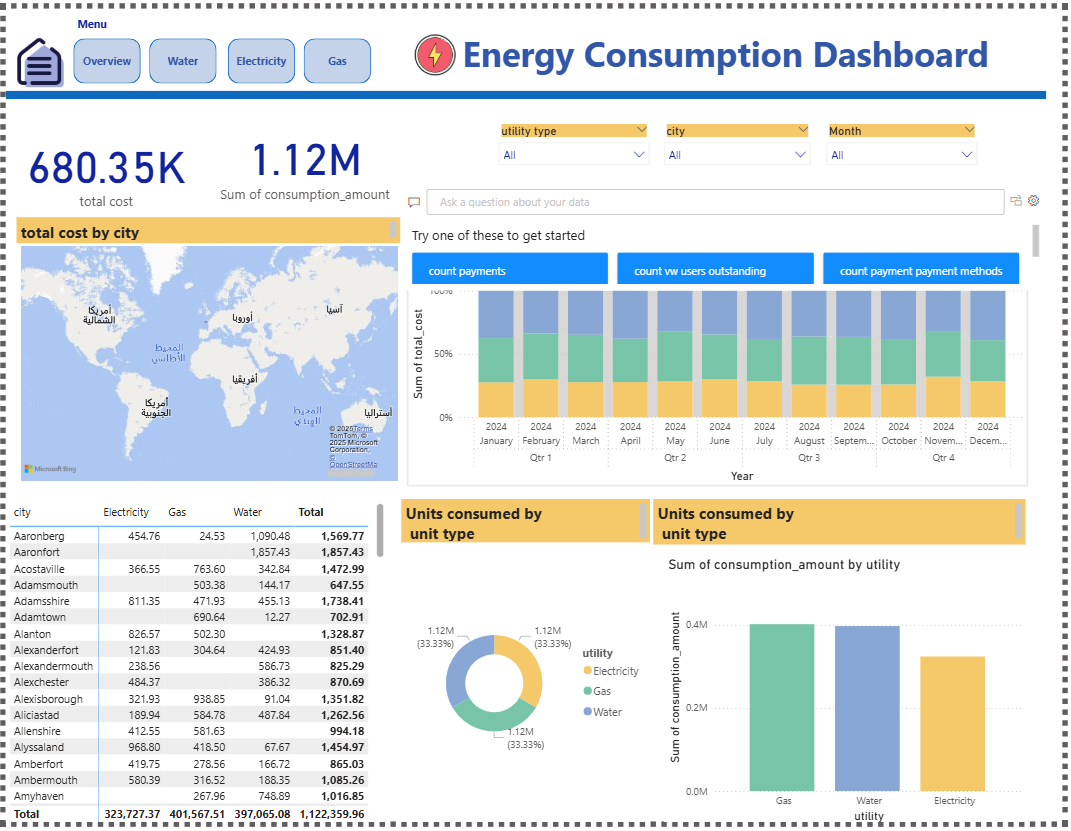 Menu
Overview
Water
Electricity
Gas
Energy Consumption Dashboard
680.35K
total cost
1.12M
Sum of consumption_amount
utility type
All
city
All
Month
All
Ask a question about your data
total cost by city
أمريكا
الشمالية
أوروبا
آسيا
المحيط
الأطلسي
أفريقيا
أمريكا
الجنوبية
المحيط
الهندي
أستراليا
© 2025 Terms
TomTom, ©
2025 Microsoft
Corporation,
©
OpenStreetMa
Microsoft Bing
Try one of these to get started
count payments
count vw users outstanding
count payment payment methods
Sum of total_cost
100%
50%
0%
2024 2024 2024 2024 2024 2024 2024 2024 2024 2024 2024 2024
January February March April May June July August Septem... October Novem... Decem...
Qtr 1 Qtr 2 Qtr 3 Qtr 4
Year
city Electricity Gas Water Total
Aaronberg 454.76 24.53 1,090.48 1,569.77
Aaronfort 1,857.43 1,857.43
Acostaville 366.55 763.60 342.84 1,472.99
Adamsmouth 503.38 144.17 647.55
Adamsshire 811.35 471.93 455.13 1,738.41
Adamtown 690.64 12.27 702.91
Alanton 826.57 502.30 1,328.87
Alexanderfort 121.83 304.64 424.93 851.40
Alexandermouth 238.56 586.73 825.29
Alexchester 484.37 386.32 870.69
Alexisborough 321.93 938.85 91.04 1,351.82
Aliciastad 189.94 584.78 487.84 1,262.56
Allenshire 412.55 581.63 994.18
Alyssaland 968.80 418.50 67.67 1,454.97
Amberfort 419.75 278.56 166.72 865.03
Ambermouth 580.39 316.52 188.35 1,085.26
Amyhaven 267.96 748.89 1,016.85
Total 323,727.37 401,567.51 397,065.08 1,122,359.96
Units consumed by
unit type
1.12M
(33.33%)
1.12M
(33.33%)
1.12M
(33.33%)
utility
Electricity
Gas
Water
Units consumed by
unit type
Sum of consumption_amount by utility
Sum of consumption_amount
0.4M
0.2M
0.0M
Gas Water Electricity
utility